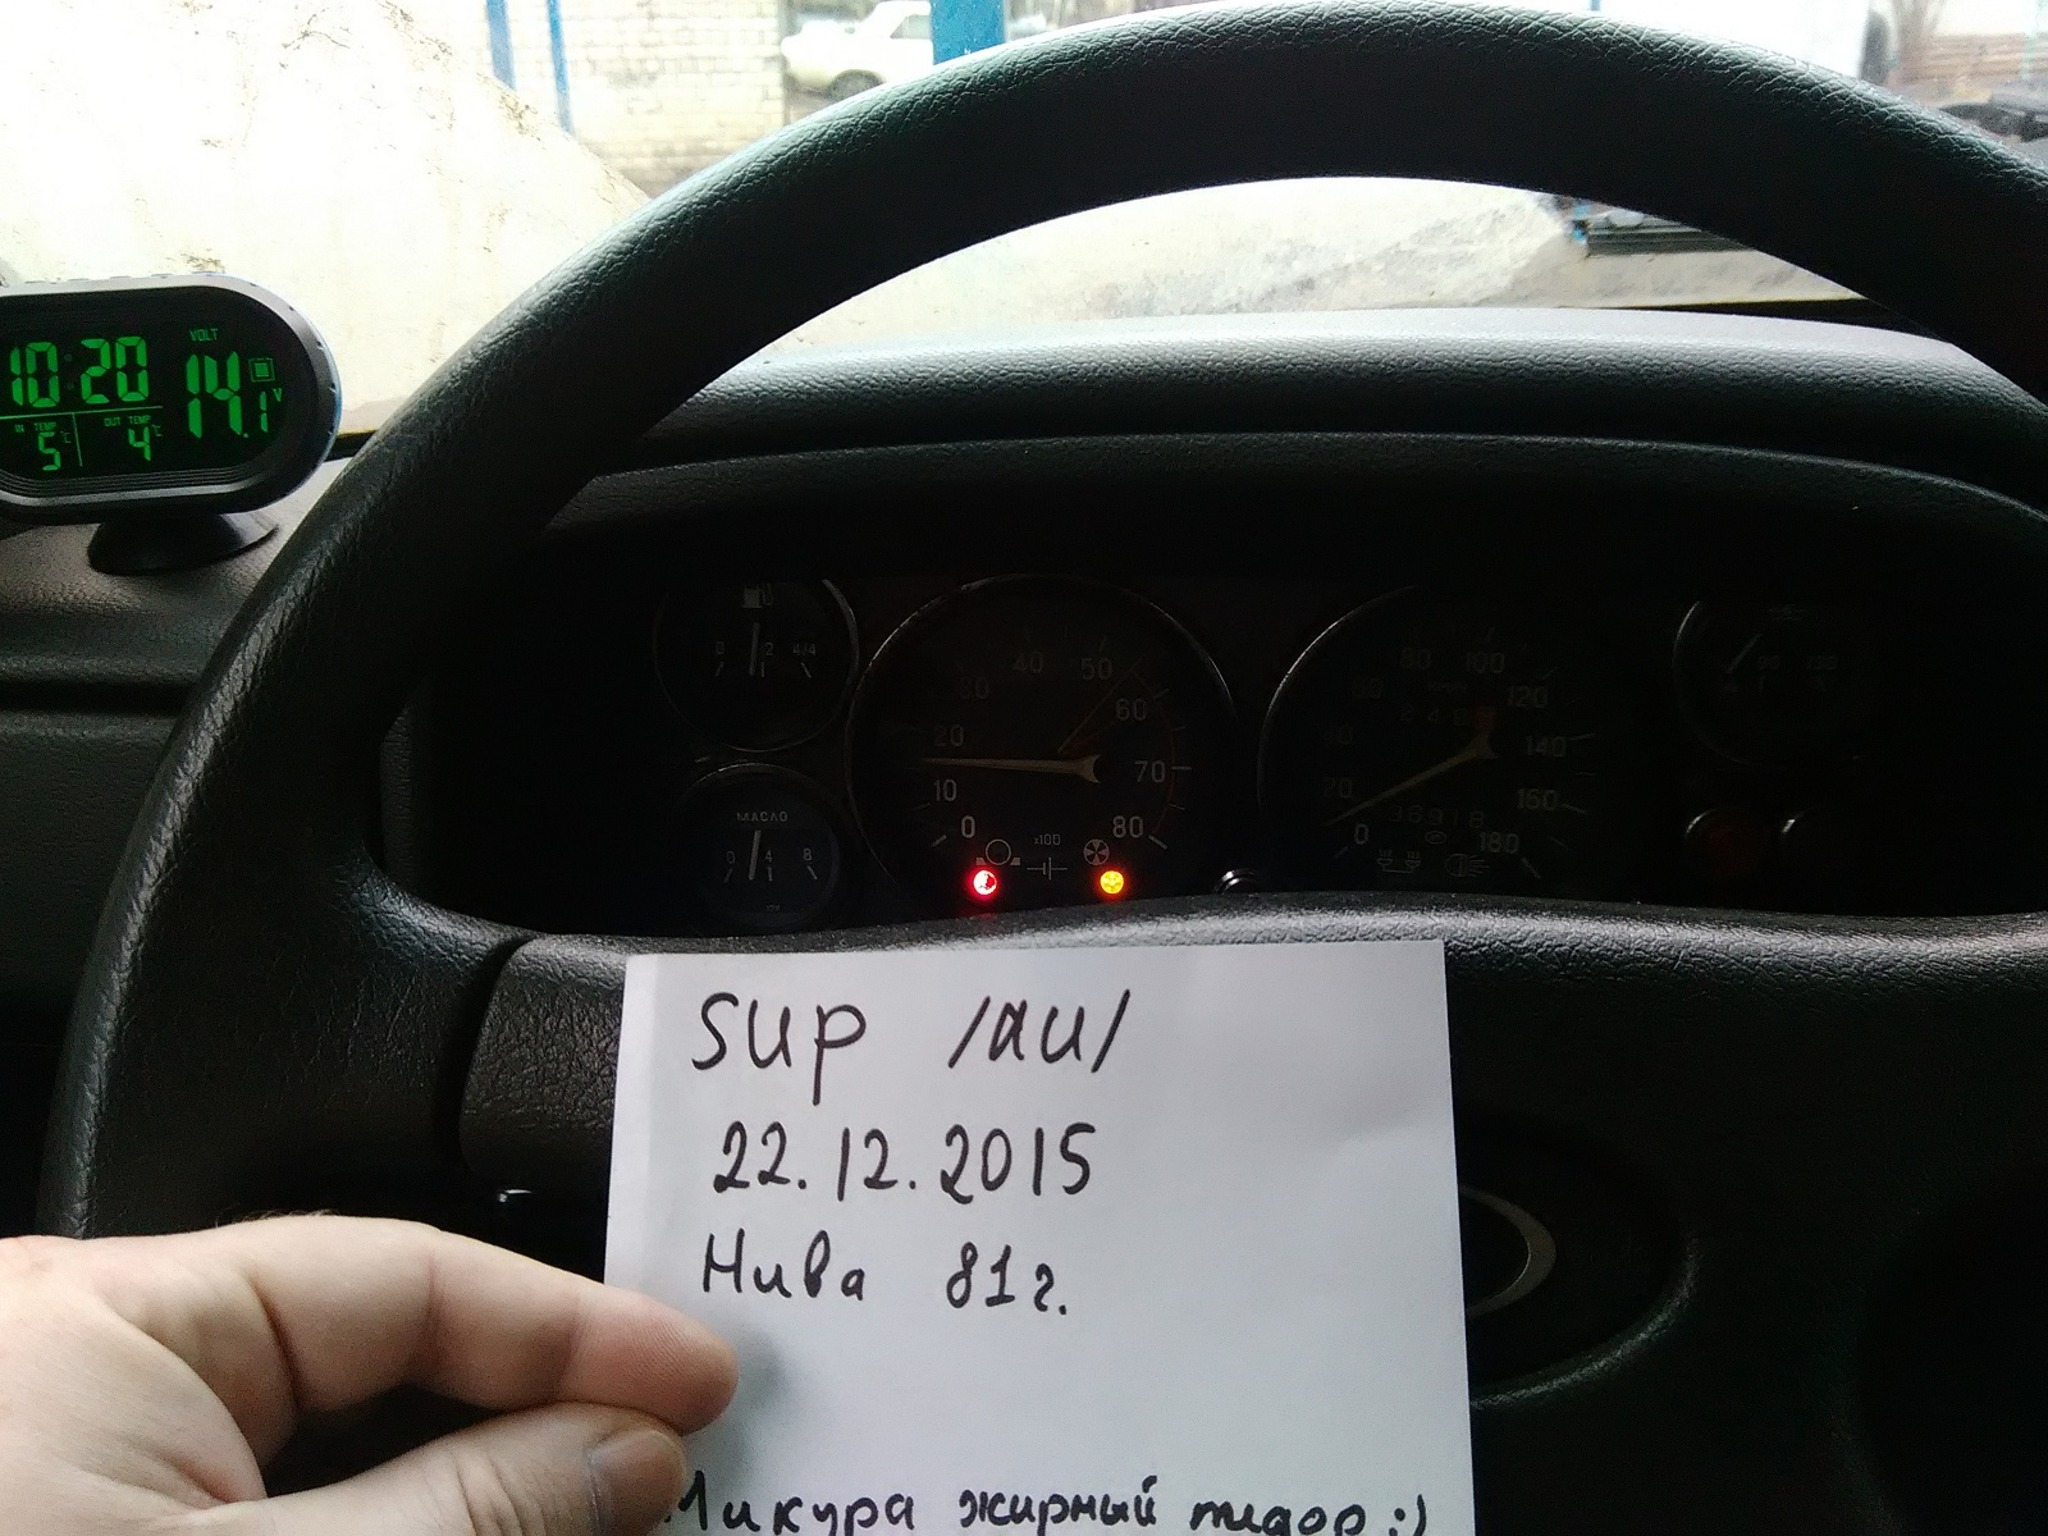 10:20
VOLT
14.1 V
IN TEMP 5 °C
OUT TEMP 4 °C
0 2 4/4
1
МАСЛО
0 4 8
0 10 20 30 40 50 60 70 80
x100
0 20 40 60 80 100 120 140 160 180
km/h
38918
sup /au/
22.12.2015
Нива 81г.
Микура жирный пидор :)